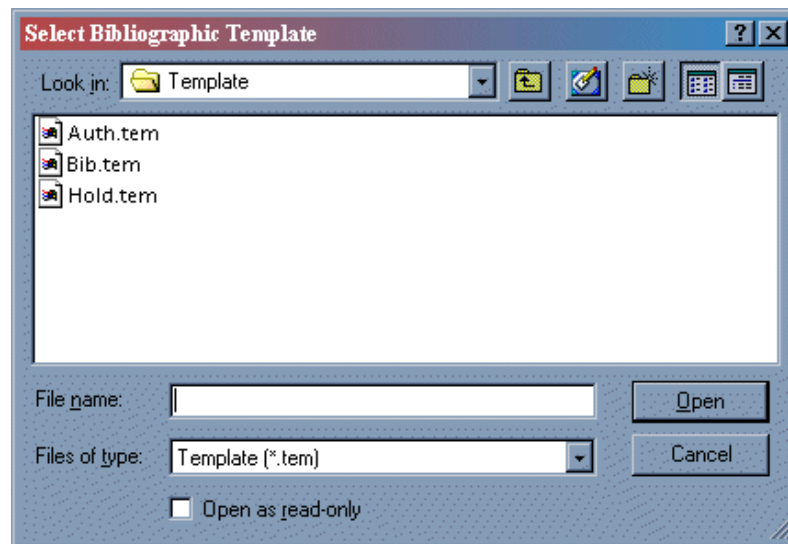 Select Bibliographic Template
Look in: Template
Auth.tem
Bib.tem
Hold.tem
File name: Open
Files of type: Template (*.tem) Cancel
Open as read-only